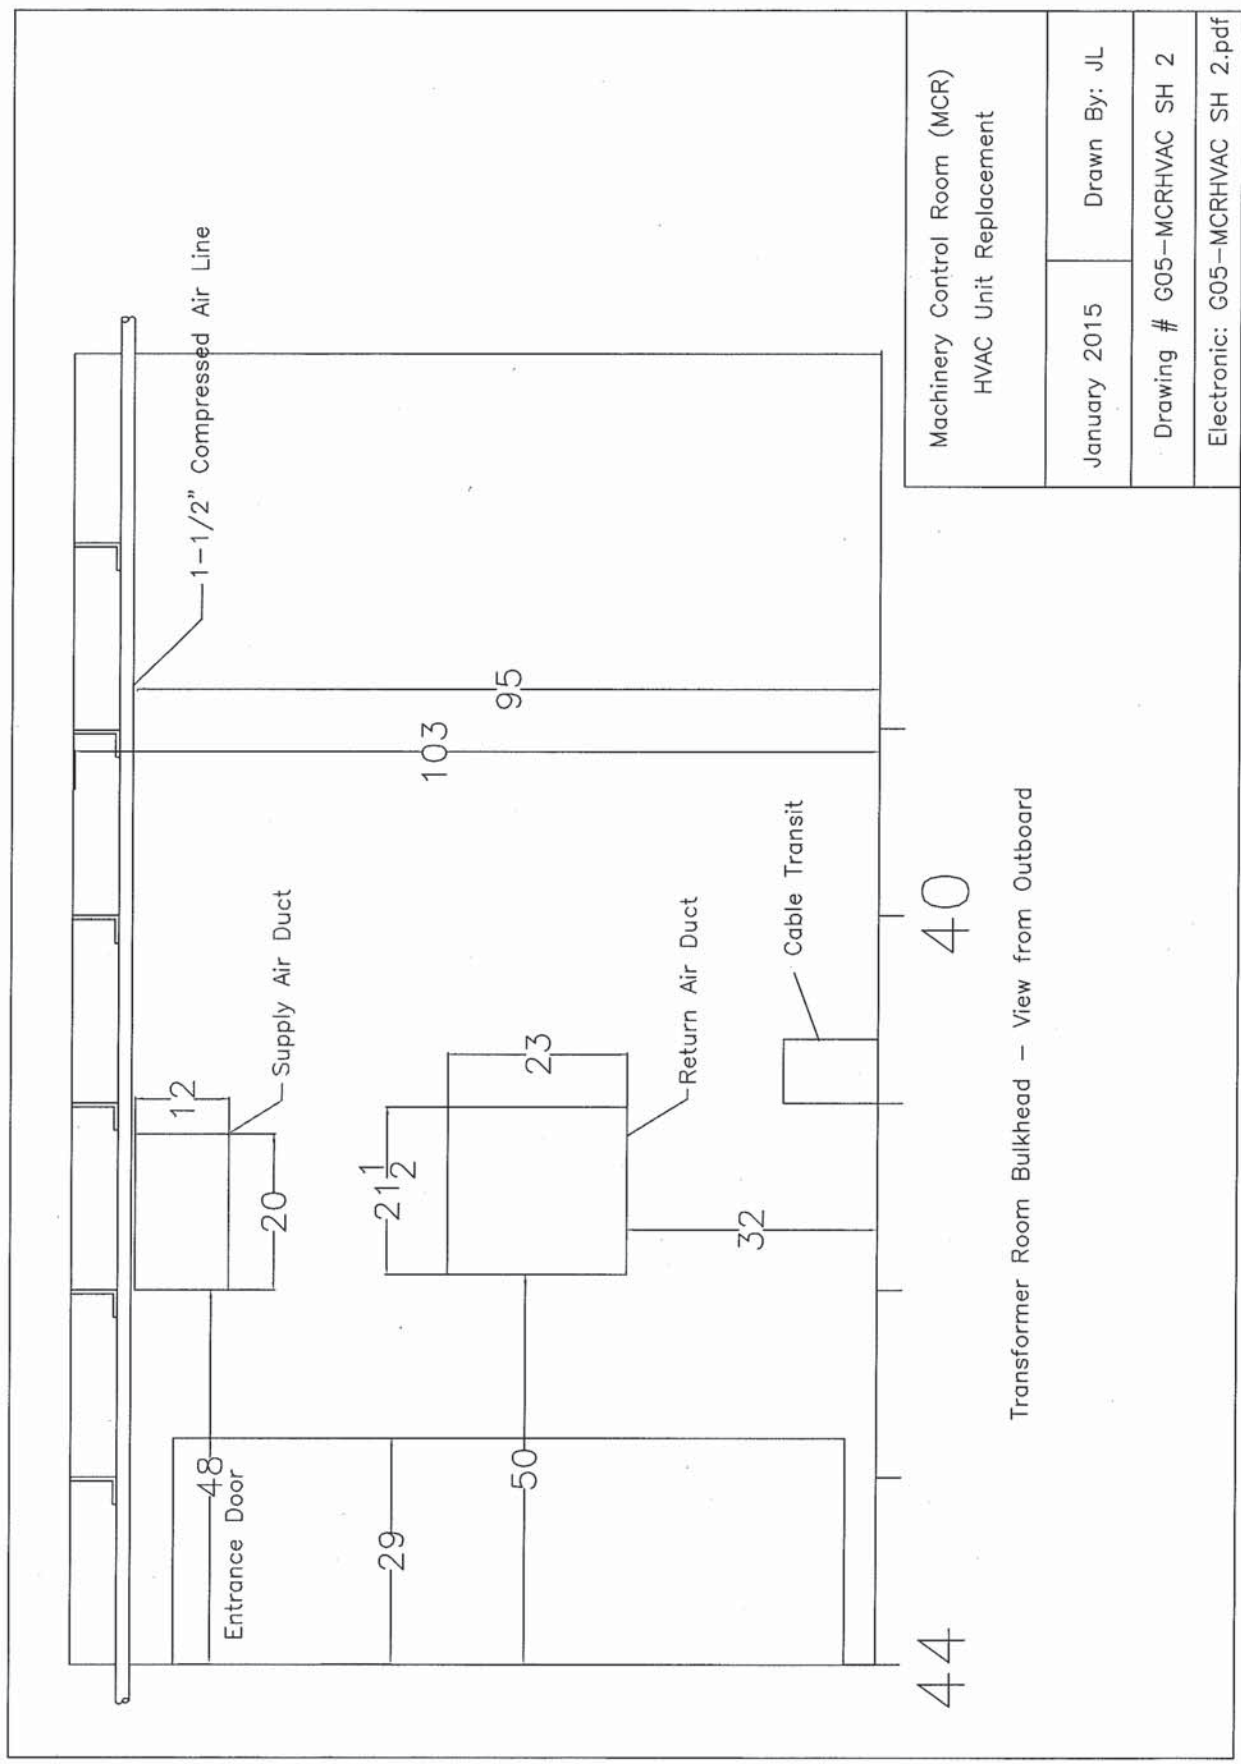 1-1/2" Compressed Air Line
12
Supply Air Duct
20
48
Entrance Door
103
95
21 1/2
23
29
50
Return Air Duct
32
Cable Transit
44
40
Transformer Room Bulkhead - View from Outboard
Machinery Control Room (MCR)
HVAC Unit Replacement
January 2015
Drawn By: JL
Drawing # G05-MCRHVAC SH 2
Electronic: G05-MCRHVAC SH 2.pdf